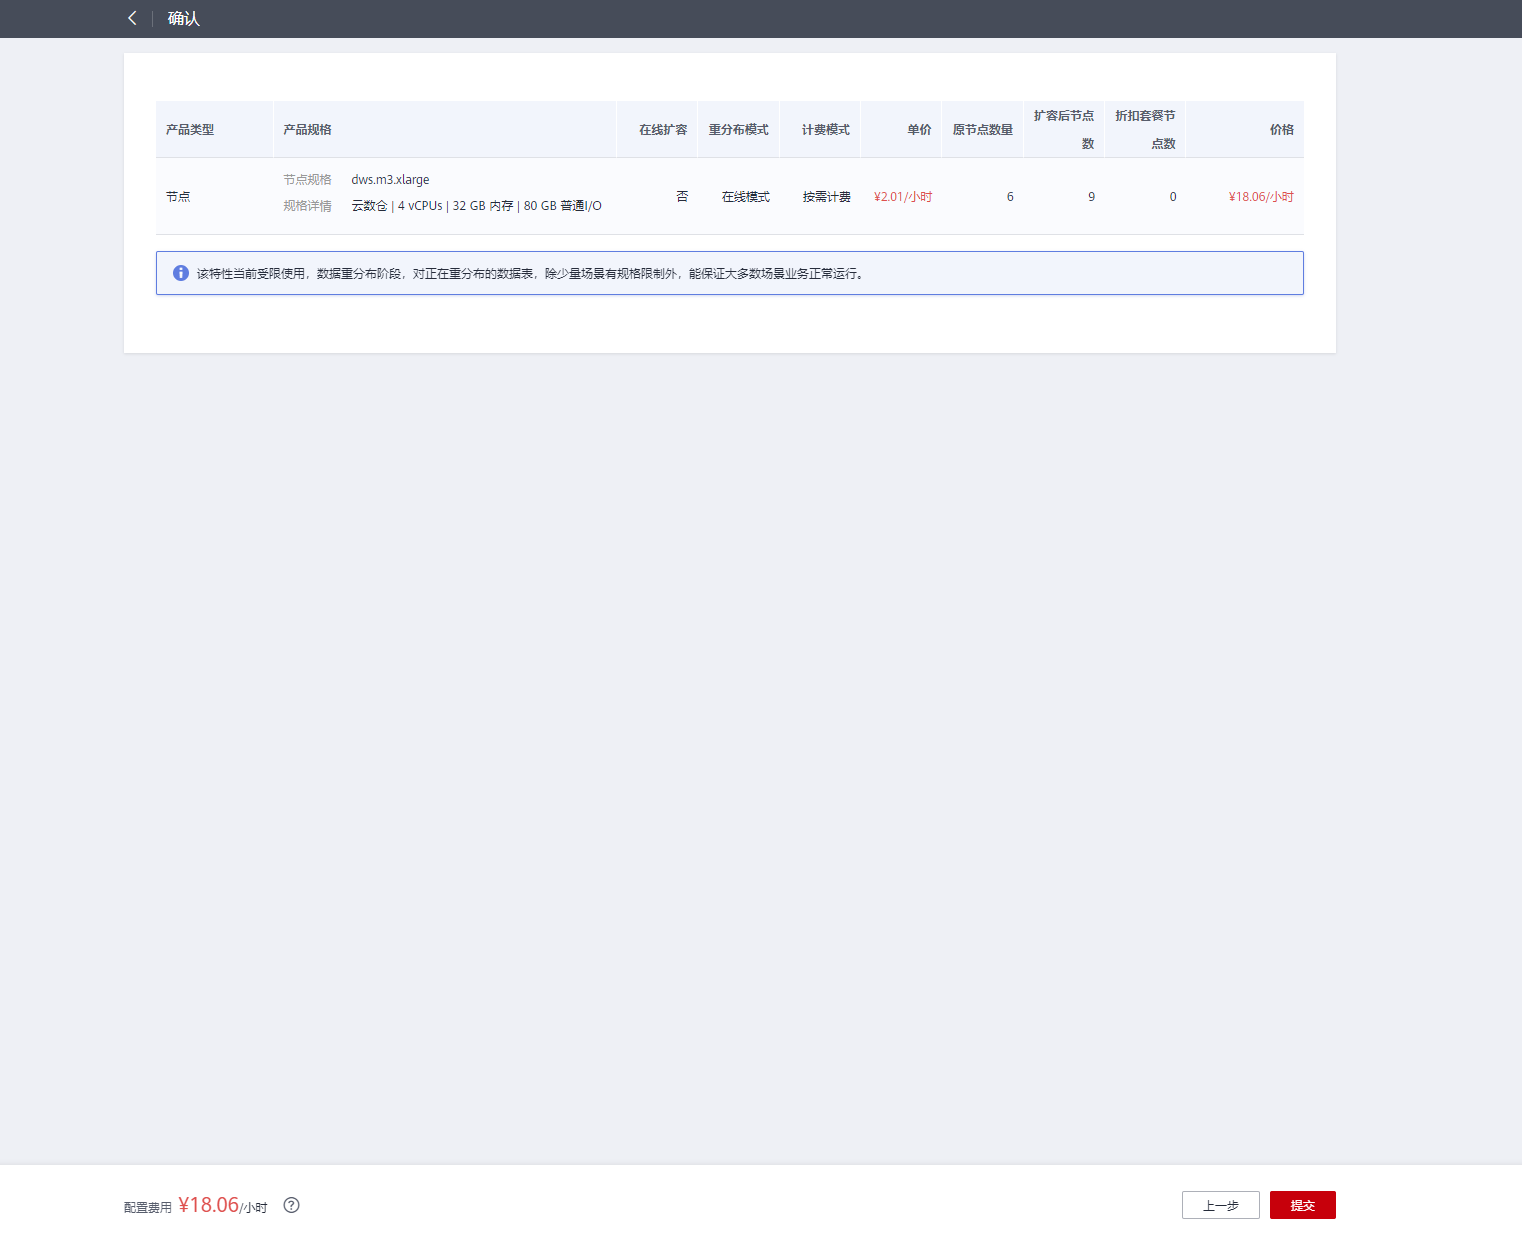 确认
产品类型 产品规格 在线扩容 重分布模式 计费模式 单价 原节点数量 扩容后节点数 折扣套餐节点数 价格
节点 节点规格 dws.m3.xlarge 否 在线模式 按需计费 ¥2.01/小时 6 9 0 ¥18.06/小时
规格详情 云数仓 | 4 vCPUs | 32 GB 内存 | 80 GB 普通I/O
该特性当前受限使用，数据重分布阶段，对正在重分布的数据表，除少量场景有规格限制外，能保证大多数场景业务正常运行。
配置费用 ¥18.06/小时 上一步 提交